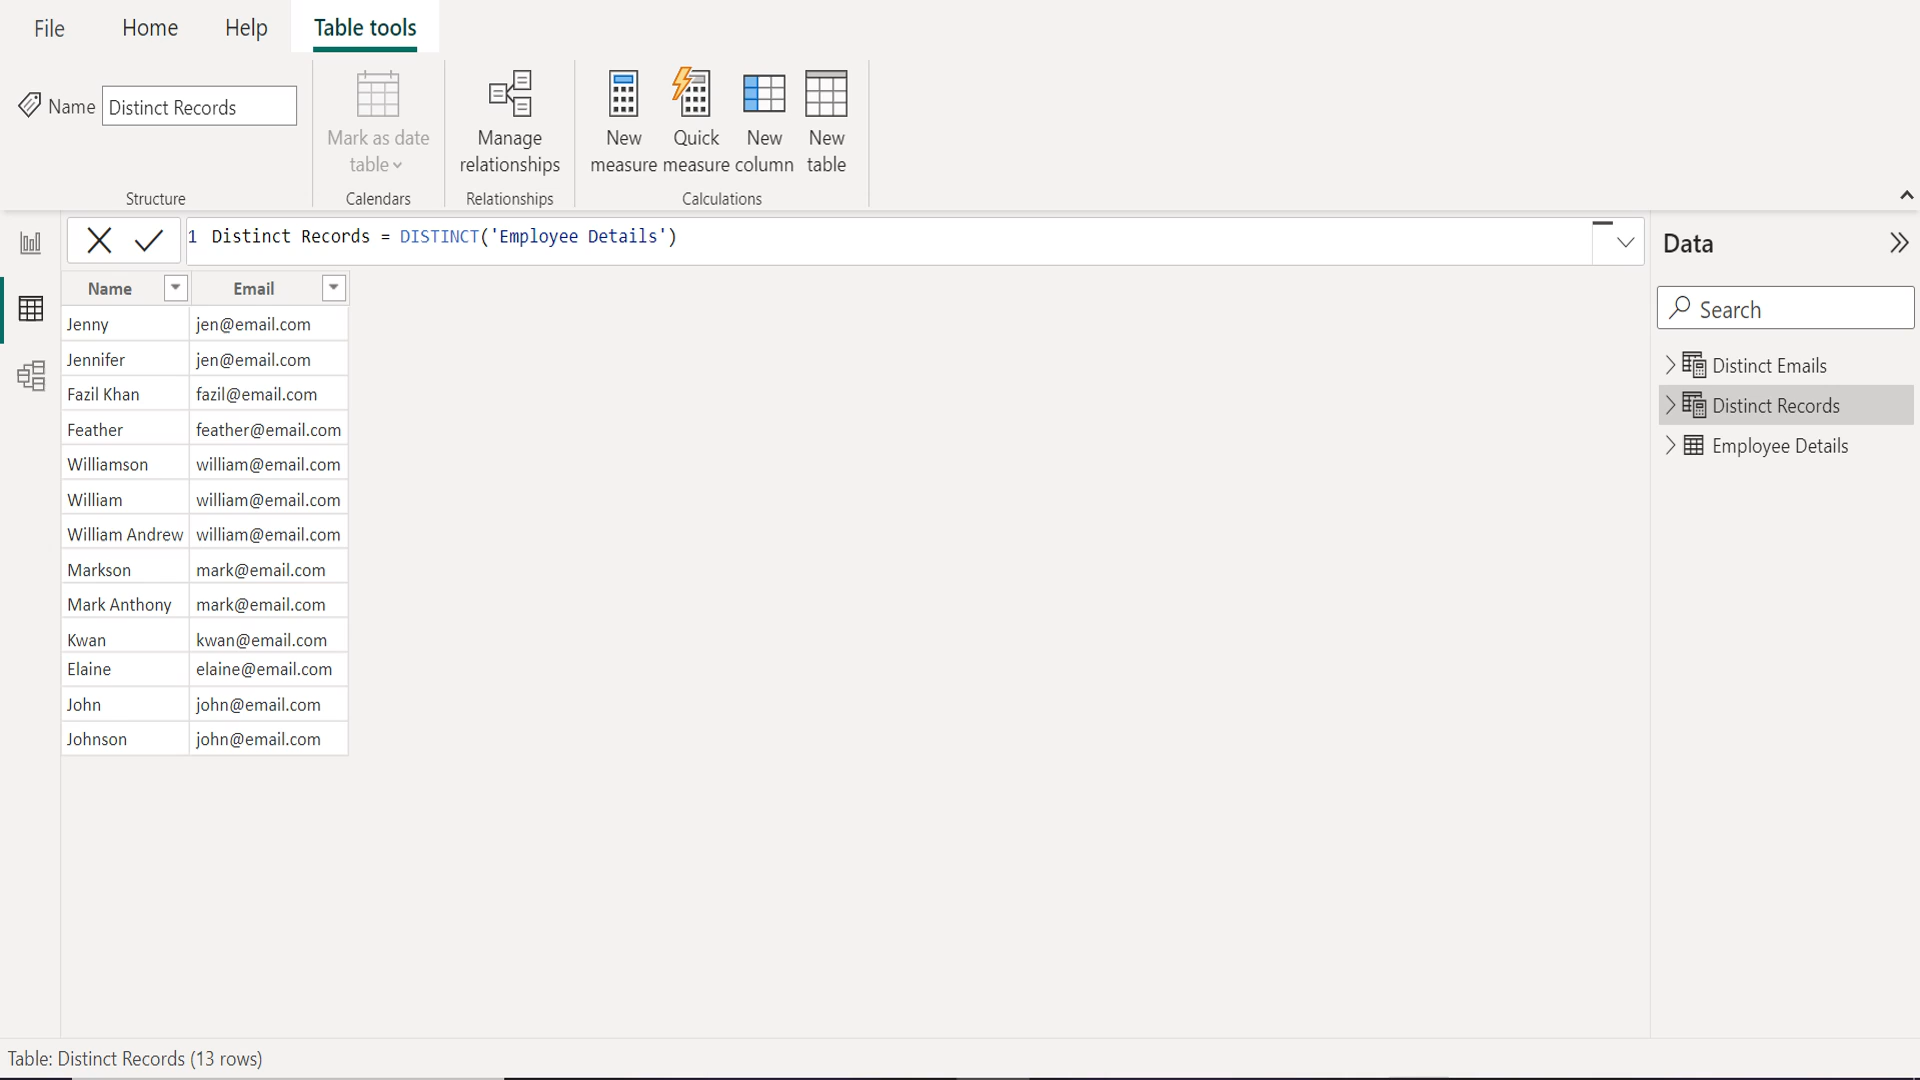 File Home Help Table tools
Name Distinct Records
Mark as date table
Manage relationships
New measure
Quick measure
New column
New table
Structure Calendars Relationships Calculations
1 Distinct Records = DISTINCT('Employee Details')
Name Email
Jenny jen@email.com
Jennifer jen@email.com
Fazil Khan fazil@email.com
Feather feather@email.com
Williamson william@email.com
William william@email.com
William Andrew william@email.com
Markson mark@email.com
Mark Anthony mark@email.com
Kwan kwan@email.com
Elaine elaine@email.com
John john@email.com
Johnson john@email.com
Data
Search
Distinct Emails
Distinct Records
Employee Details
Table: Distinct Records (13 rows)